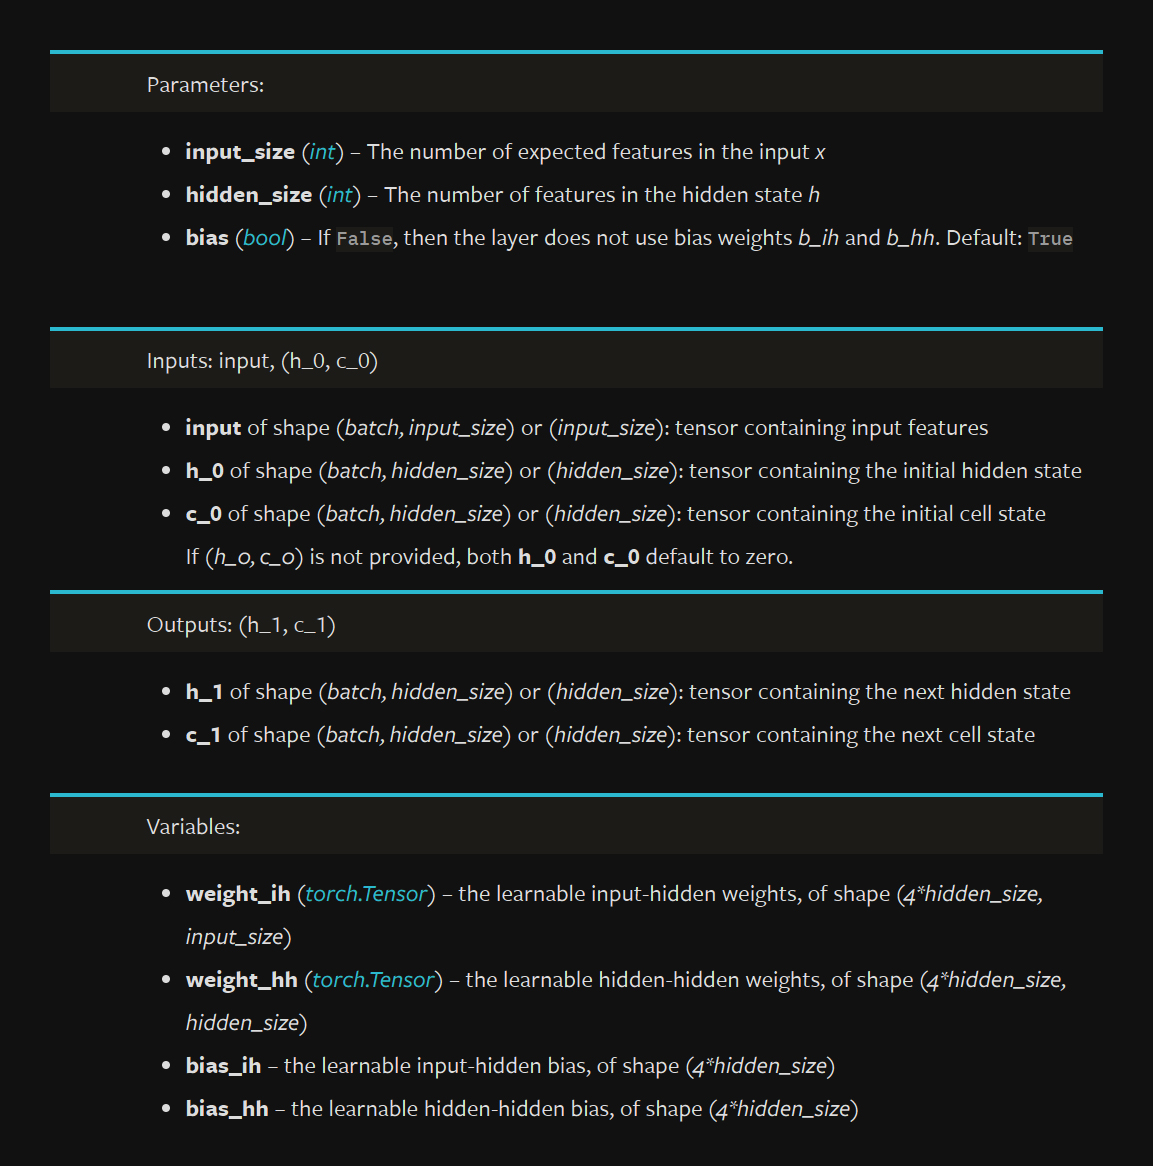 Parameters:
• input_size (int) – The number of expected features in the input x
• hidden_size (int) – The number of features in the hidden state h
• bias (bool) – If False, then the layer does not use bias weights b_ih and b_hh. Default: True
Inputs: input, (h_0, c_0)
• input of shape (batch, input_size) or (input_size): tensor containing input features
• h_0 of shape (batch, hidden_size) or (hidden_size): tensor containing the initial hidden state
• c_0 of shape (batch, hidden_size) or (hidden_size): tensor containing the initial cell state
If (h_0, c_0) is not provided, both h_0 and c_0 default to zero.
Outputs: (h_1, c_1)
• h_1 of shape (batch, hidden_size) or (hidden_size): tensor containing the next hidden state
• c_1 of shape (batch, hidden_size) or (hidden_size): tensor containing the next cell state
Variables:
• weight_ih (torch.Tensor) – the learnable input-hidden weights, of shape (4*hidden_size,
input_size)
• weight_hh (torch.Tensor) – the learnable hidden-hidden weights, of shape (4*hidden_size,
hidden_size)
• bias_ih – the learnable input-hidden bias, of shape (4*hidden_size)
• bias_hh – the learnable hidden-hidden bias, of shape (4*hidden_size)